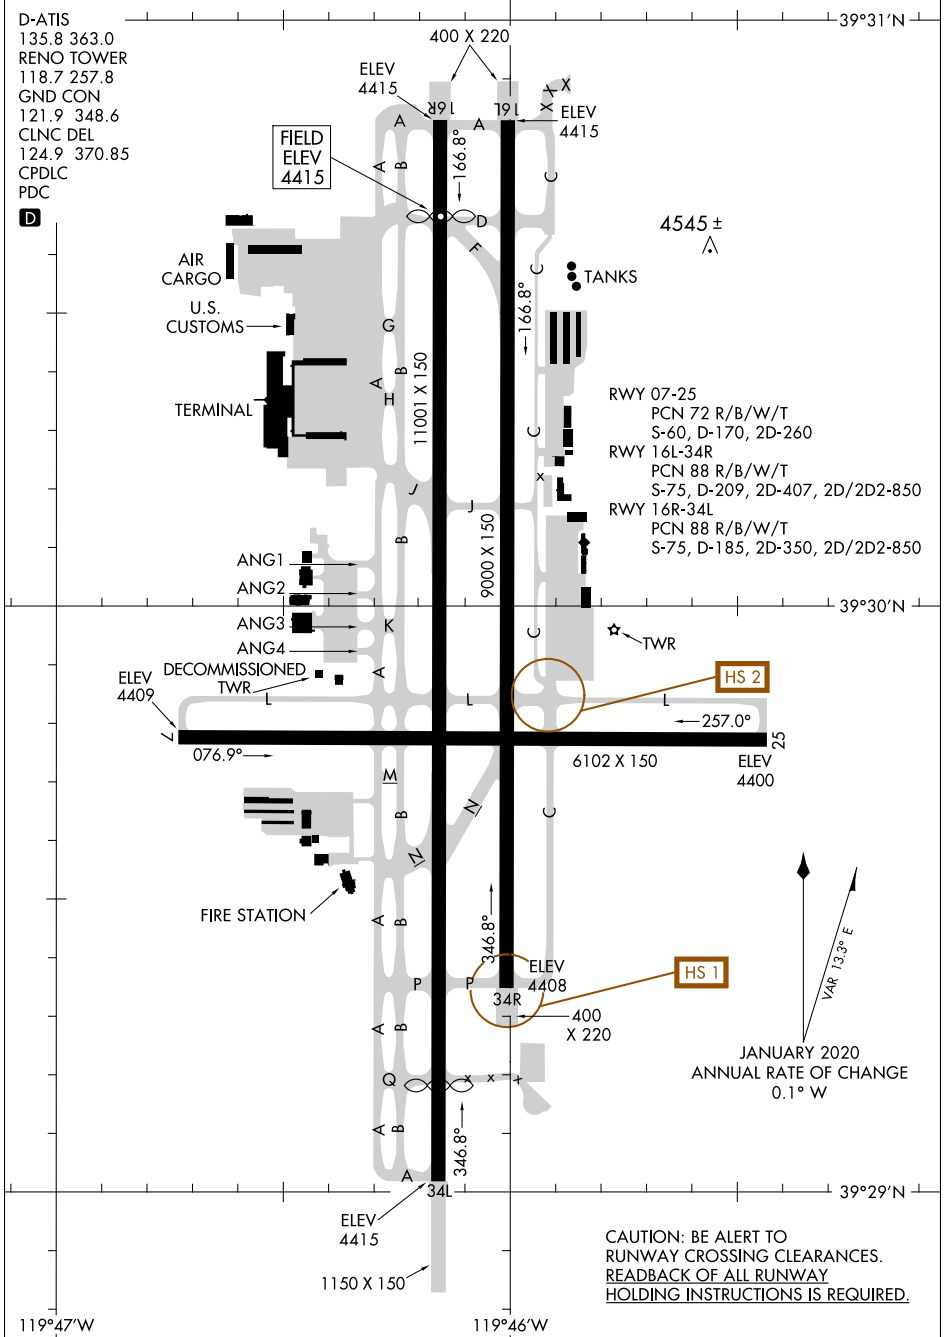 D-ATIS
135.8 363.0
RENO TOWER
118.7 257.8
GND CON
121.9 348.6
CLNC DEL
124.9 370.85
CPDLC
PDC
D
39°31'N
400 X 220
ELEV
4415
16R
16L
ELEV
4415
X
X
A
A
FIELD
ELEV
4415
A
B
166.8°
C
D
F
4545 ±
AIR
CARGO
C
TANKS
U.S.
CUSTOMS
G
166.8°
A
B
H
11001 X 150
TERMINAL
C
RWY 07-25
PCN 72 R/B/W/T
S-60, D-170, 2D-260
RWY 16L-34R
PCN 88 R/B/W/T
S-75, D-209, 2D-407, 2D/2D2-850
RWY 16R-34L
PCN 88 R/B/W/T
S-75, D-185, 2D-350, 2D/2D2-850
X
J
J
B
9000 X 150
ANG1
ANG2
ANG3
ANG4
39°30'N
K
C
TWR
DECOMMISSIONED
TWR
A
HS 2
ELEV
4409
L
L
L
257.0°
7
25
076.9°
6102 X 150
ELEV
4400
M
B
N
C
N
FIRE STATION
A
B
346.8°
VAR 13.3° E
ELEV
4408
HS 1
P
P
34R
400
X 220
A
B
JANUARY 2020
ANNUAL RATE OF CHANGE
0.1° W
Q
x
x
x
A
B
346.8°
A
34L
39°29'N
ELEV
4415
1150 X 150
CAUTION: BE ALERT TO
RUNWAY CROSSING CLEARANCES.
READBACK OF ALL RUNWAY
HOLDING INSTRUCTIONS IS REQUIRED.
119°47'W
119°46'W